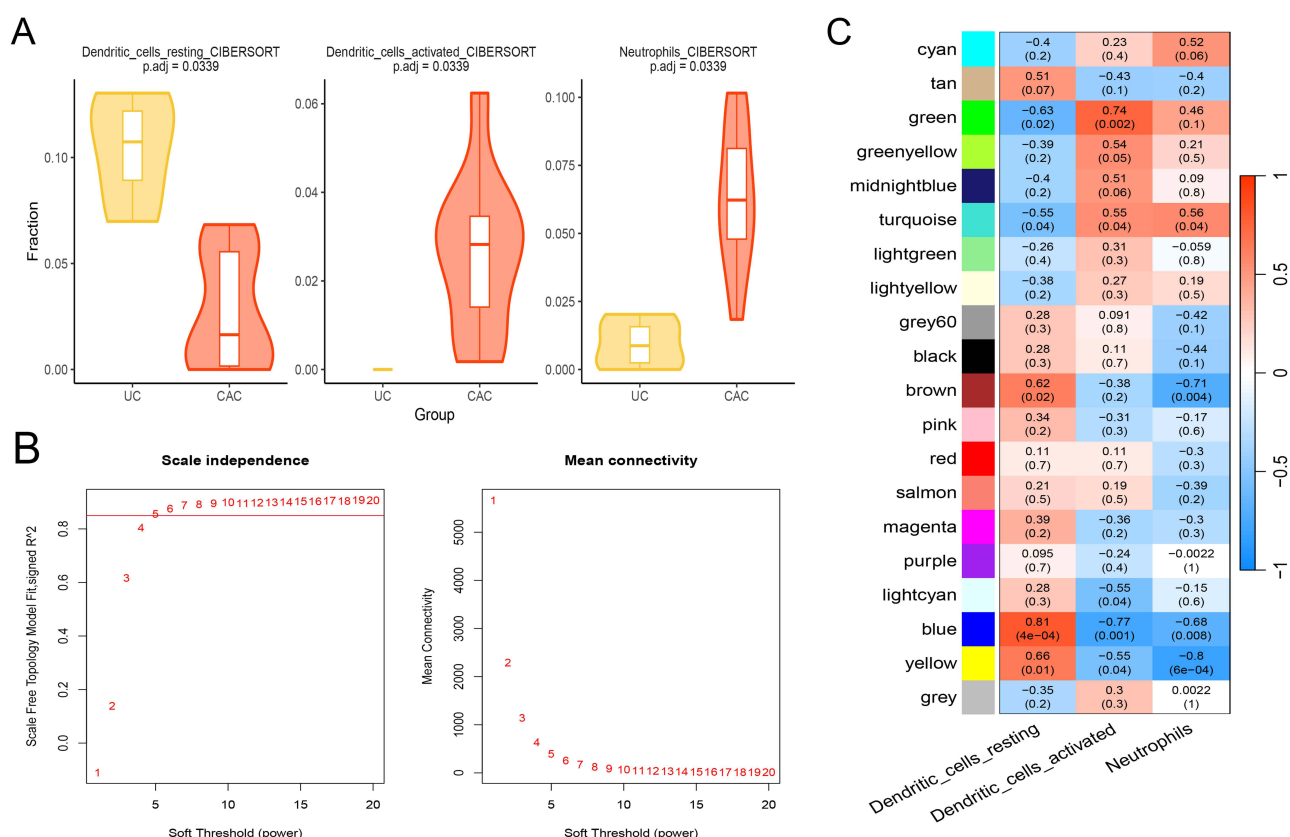 A
Dendritic_cells_resting_CIBERSORT
p.adj = 0.0339
Dendritic_cells_activated_CIBERSORT
p.adj = 0.0339
Neutrophils_CIBERSORT
p.adj = 0.0339
Fraction
0.10
0.05
0.00
UC
CAC
0.06
0.04
0.02
0.00
UC
CAC
0.100
0.075
0.050
0.025
0.000
UC
CAC
Group
B
Scale independence
Scale Free Topology Model Fit,signed R^2
0.8
0.6
0.4
0.2
0.0
1
2
3
4
5 6 7 8 9 10 11 12 13 14 15 16 17 18 19 20
5 10 15 20
Soft Threshold (power)
Mean connectivity
Mean Connectivity
5000
4000
3000
2000
1000
0
1
2
3
4
5 6 7 8 9 10 11 12 13 14 15 16 17 18 19 20
5 10 15 20
Soft Threshold (power)
C
cyan −0.4 0.23 0.52
(0.2) (0.4) (0.06)
tan 0.51 −0.43 −0.4
(0.07) (0.1) (0.2)
green −0.63 0.74 0.46
(0.02) (0.002) (0.1)
greenyellow −0.39 0.54 0.21
(0.2) (0.05) (0.5)
midnightblue −0.4 0.51 0.09
(0.2) (0.06) (0.8)
turquoise −0.55 0.55 0.56
(0.04) (0.04) (0.04)
lightgreen −0.26 0.31 −0.059
(0.4) (0.3) (0.8)
lightyellow −0.38 0.27 0.19
(0.2) (0.3) (0.5)
grey60 0.28 0.091 −0.42
(0.3) (0.8) (0.1)
black 0.28 0.11 −0.44
(0.3) (0.7) (0.1)
brown 0.62 −0.38 −0.71
(0.02) (0.2) (0.004)
pink 0.34 −0.31 −0.17
(0.2) (0.3) (0.6)
red 0.11 0.11 −0.3
(0.7) (0.7) (0.3)
salmon 0.21 0.19 −0.39
(0.5) (0.5) (0.2)
magenta 0.39 −0.36 −0.3
(0.2) (0.2) (0.3)
purple 0.095 −0.24 −0.0022
(0.7) (0.4) (1)
lightcyan 0.28 −0.55 −0.15
(0.3) (0.04) (0.6)
blue 0.81 −0.77 −0.68
(4e−04) (0.001) (0.008)
yellow 0.66 −0.55 −0.8
(0.01) (0.04) (6e−04)
grey −0.35 0.3 0.0022
(0.2) (0.3) (1)
Dendritic_cells_resting
Dendritic_cells_activated
Neutrophils
1
0.5
0
−0.5
−1